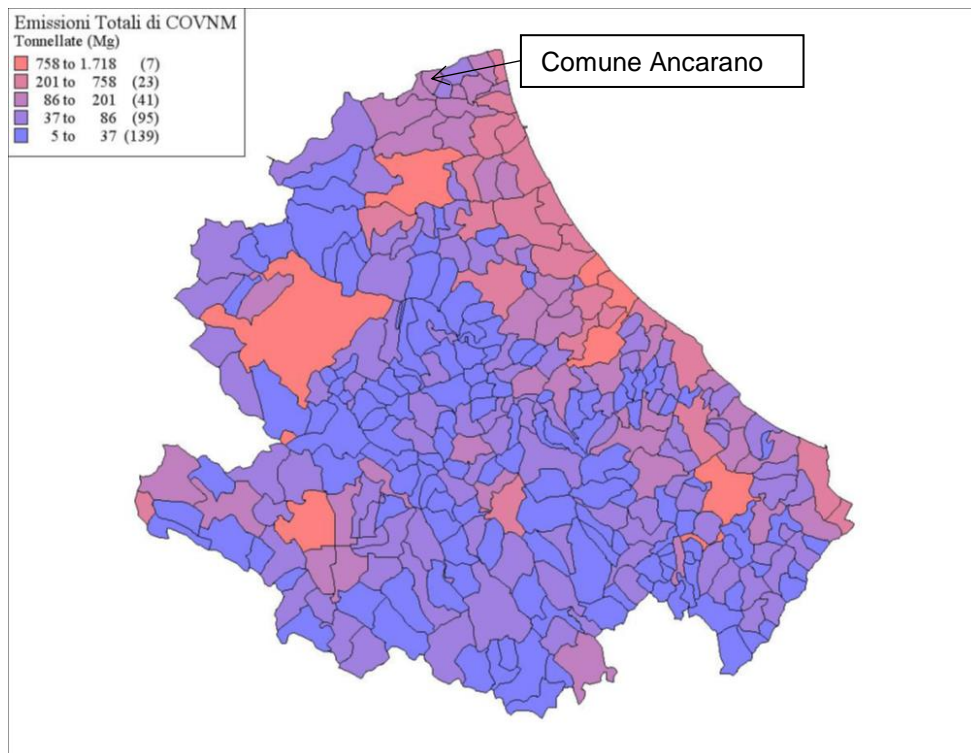 Emissioni Totali di COVNM
Tonnellate (Mg)
758 to 1.718 (7)
201 to 758 (23)
86 to 201 (41)
37 to 86 (95)
5 to 37 (139)
Comune Ancarano